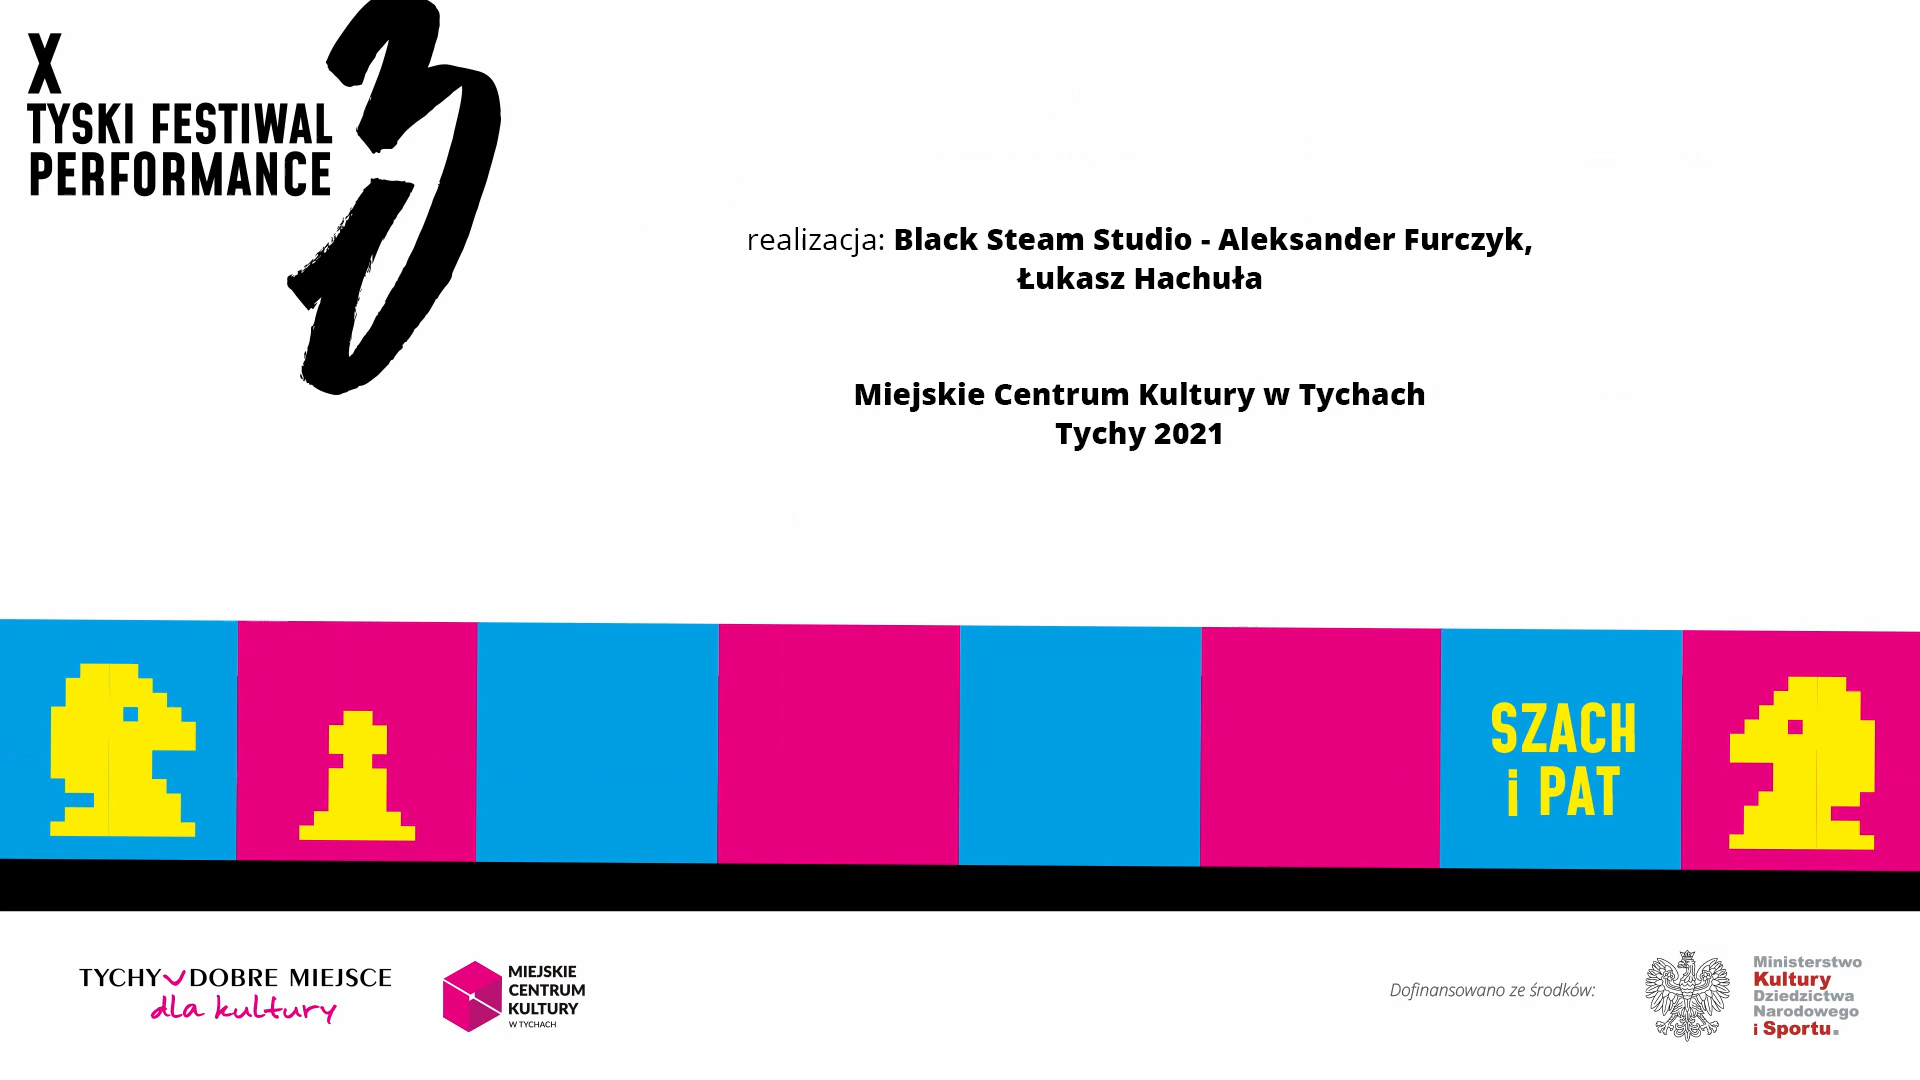 X
TYSKI FESTIWAL
PERFORMANCE
realizacja: Black Steam Studio - Aleksander Furczyk,
Łukasz Hachuła
Miejskie Centrum Kultury w Tychach
Tychy 2021
SZACH
i PAT
TYCHY DOBRE MIEJSCE
dla kultury
MIEJSKIE
CENTRUM
KULTURY
W TYCHACH
Dofinansowano ze środków:
Ministerstwo
Kultury
Dziedzictwa
Narodowego
i Sportu.